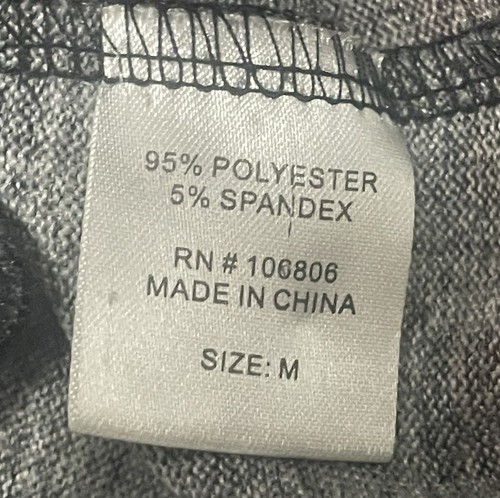 95% POLYESTER
5% SPANDEX
RN # 106806
MADE IN CHINA
SIZE: M